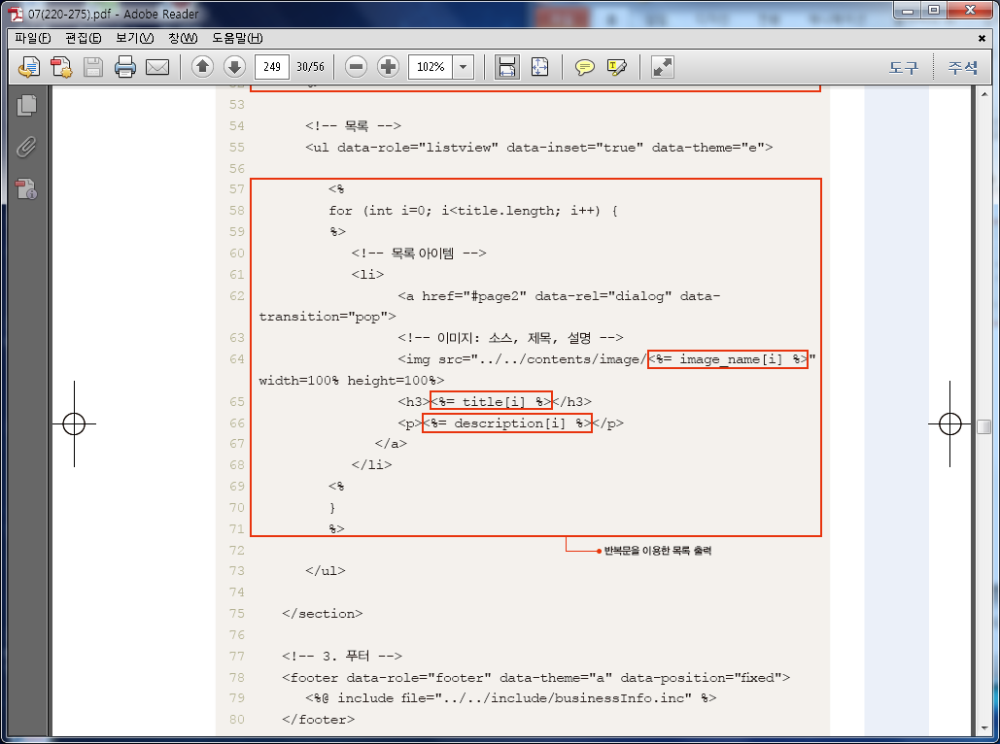 07(220-275).pdf - Adobe Reader
파일(F) 편집(E) 보기(V) 창(W) 도움말(H)
249 30/56 102% 도구 주석
53
54 <!-- 목록 -->
55 <ul data-role="listview" data-inset="true" data-theme="e">
56
57 <%
58 for (int i=0; i<title.length; i++) {
59 %>
60 <!-- 목록 아이템 -->
61 <li>
62 <a href="#page2" data-rel="dialog" data-
transition="pop">
63 <!-- 이미지: 소스, 제목, 설명 -->
64 <img src="../../contents/image/<%= image_name[i] %>"
width=100% height=100%>
65 <h3><%= title[i] %></h3>
66 <p><%= description[i] %></p>
67 </a>
68 </li>
69 <%
70 }
71 %>
72 반복문을 이용한 목록 출력
73 </ul>
74
75 </section>
76
77 <!-- 3. 푸터 -->
78 <footer data-role="footer" data-theme="a" data-position="fixed">
79 <%@ include file="../../include/businessInfo.inc" %>
80 </footer>